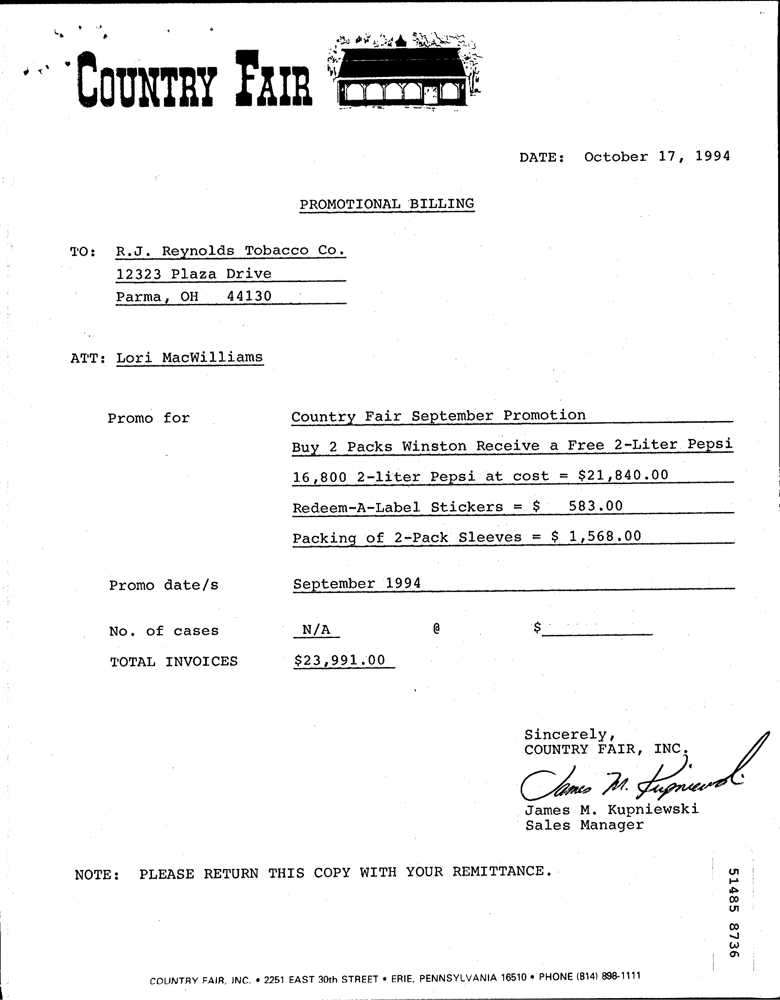 COUNTRY FAIR
DATE: October 17, 1994
PROMOTIONAL BILLING
TO: R.J. Reynolds Tobacco Co.
12323 Plaza Drive
Parma, OH 44130
ATT: Lori MacWilliams
Promo for Country Fair September Promotion
Buy 2 Packs Winston Receive a Free 2-Liter Pepsi
16,800 2-liter Pepsi at cost = $21,840.00
Redeem-A-Label Stickers = $ 583.00
Packing of 2-Pack Sleeves = $ 1,568.00
Promo date/s September 1994
No. of cases N/A @ $
TOTAL INVOICES $23,991.00
Sincerely,
COUNTRY FAIR, INC.
James M. Kupniewski
James M. Kupniewski
Sales Manager
NOTE: PLEASE RETURN THIS COPY WITH YOUR REMITTANCE.
51485 8736
COUNTRY FAIR, INC. • 2251 EAST 30th STREET • ERIE, PENNSYLVANIA 16510 • PHONE (814) 898-1111